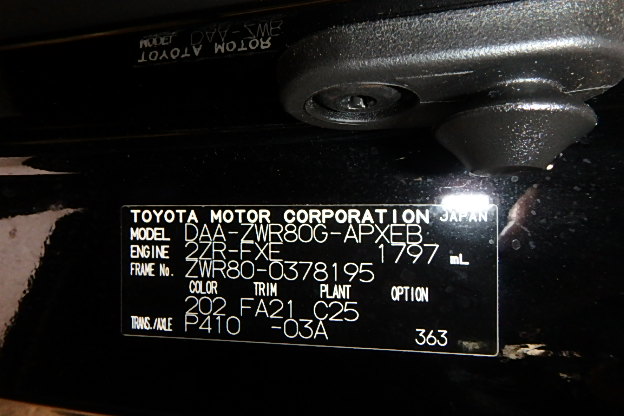 MODEL DAA-ZWR
TOYOTA MOTOR
TOYOTA MOTOR CORPORATION JAPAN
MODEL DAA-ZWR80G-APXEB
ENGINE 2ZR-FXE 1797 mL
FRAME No. ZWR80-0378195
COLOR TRIM PLANT OPTION
202 FA21 C25
TRANS./AXLE P410 -03A 363